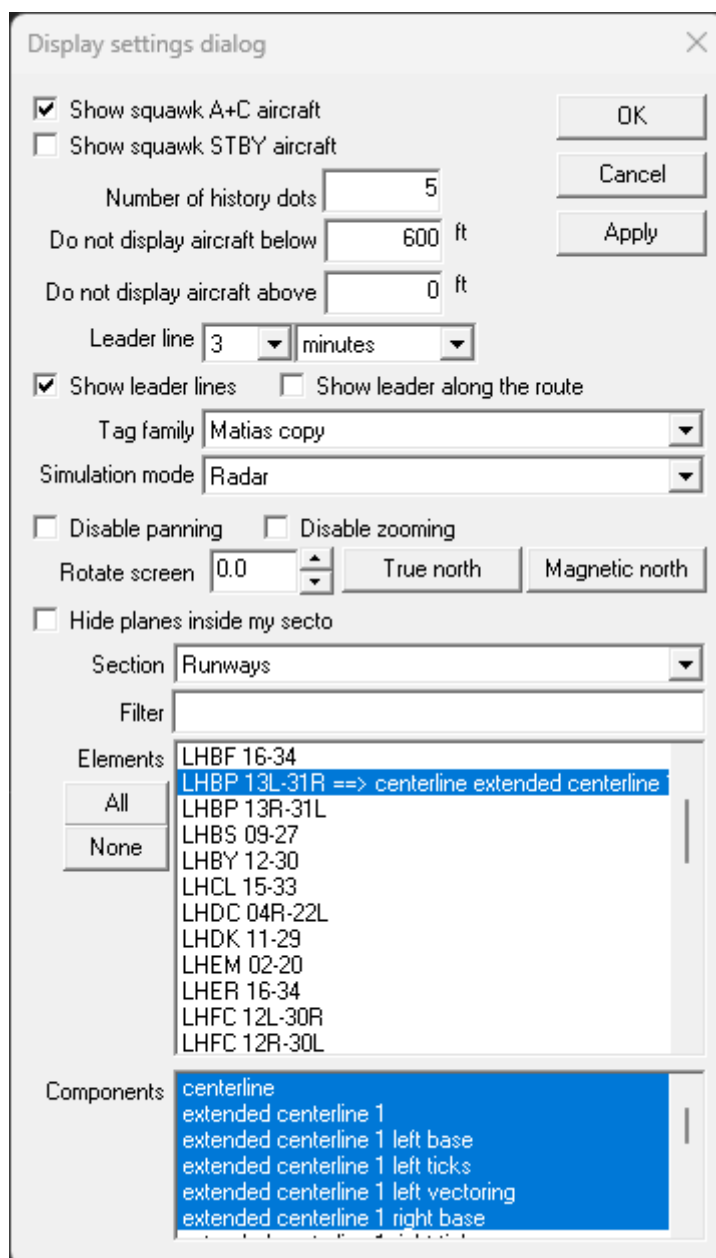 Display settings dialog
Show squawk A+C aircraft
OK
Show squawk STBY aircraft
Cancel
Number of history dots 5
Do not display aircraft below 600 ft
Apply
Do not display aircraft above 0 ft
Leader line 3 minutes
Show leader lines Show leader along the route
Tag family Matias copy
Simulation mode Radar
Disable panning Disable zooming
Rotate screen 0.0 True north Magnetic north
Hide planes inside my secto
Section Runways
Filter
Elements
All
None
LHBF 16-34
LHBP 13L-31R ==> centerline extended centerline
LHBP 13R-31L
LHBS 09-27
LHBY 12-30
LHCL 15-33
LHDC 04R-22L
LHDK 11-29
LHEM 02-20
LHER 16-34
LHFC 12L-30R
LHFC 12R-30L
Components
centerline
extended centerline 1
extended centerline 1 left base
extended centerline 1 left ticks
extended centerline 1 left vectoring
extended centerline 1 right base